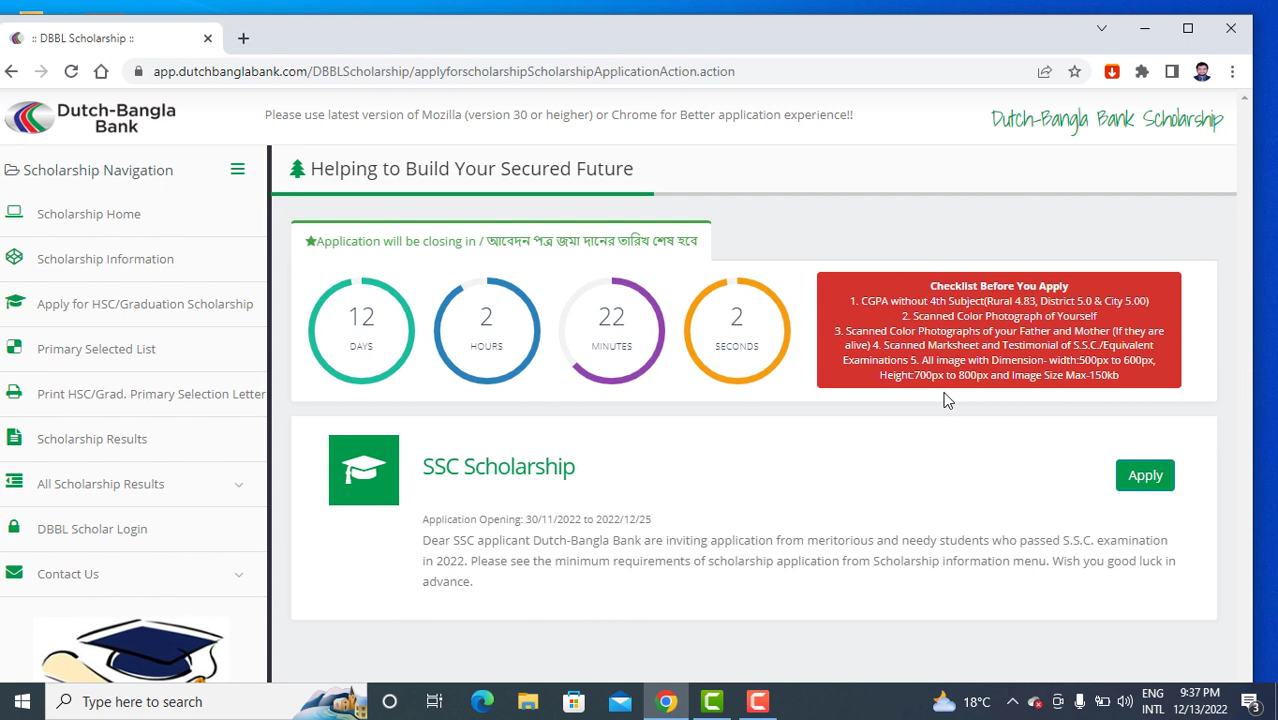 :: DBBL Scholarship ::
app.dutchbanglabank.com/DBBLScholarship/applyforscholarshipScholarshipApplicationAction.action
Dutch-Bangla
Bank
Please use latest version of Mozilla (version 30 or heigher) or Chrome for Better application experience!!
Dutch-Bangla Bank Scholarship
Scholarship Navigation
Scholarship Home
Scholarship Information
Apply for HSC/Graduation Scholarship
Primary Selected List
Print HSC/Grad. Primary Selection Letter
Scholarship Results
All Scholarship Results
DBBL Scholar Login
Contact Us
Helping to Build Your Secured Future
Application will be closing in / আবেদন পত্র জমা দানের তারিখ শেষ হবে
12
DAYS
2
HOURS
22
MINUTES
2
SECONDS
Checklist Before You Apply
1. CGPA without 4th Subject(Rural 4.83, District 5.0 & City 5.00)
2. Scanned Color Photographs of Yourself
3. Scanned Color Photographs of your Father and Mother (If they are
alive) 4. Scanned Marksheet and Testimonial of S.S.C./Equivalent
Examinations 5. All image with Dimension- width:500px to 600px,
Height:700px to 800px and Image Size Max-150kb
SSC Scholarship
Apply
Application Opening: 30/11/2022 to 2022/12/25
Dear SSC applicant Dutch-Bangla Bank are inviting application from meritorious and needy students who passed S.S.C. examination
in 2022. Please see the minimum requirements of scholarship application from Scholarship information menu. Wish you good luck in
advance.
Type here to search
18°C
ENG
INTL
9:37 PM
12/13/2022
3